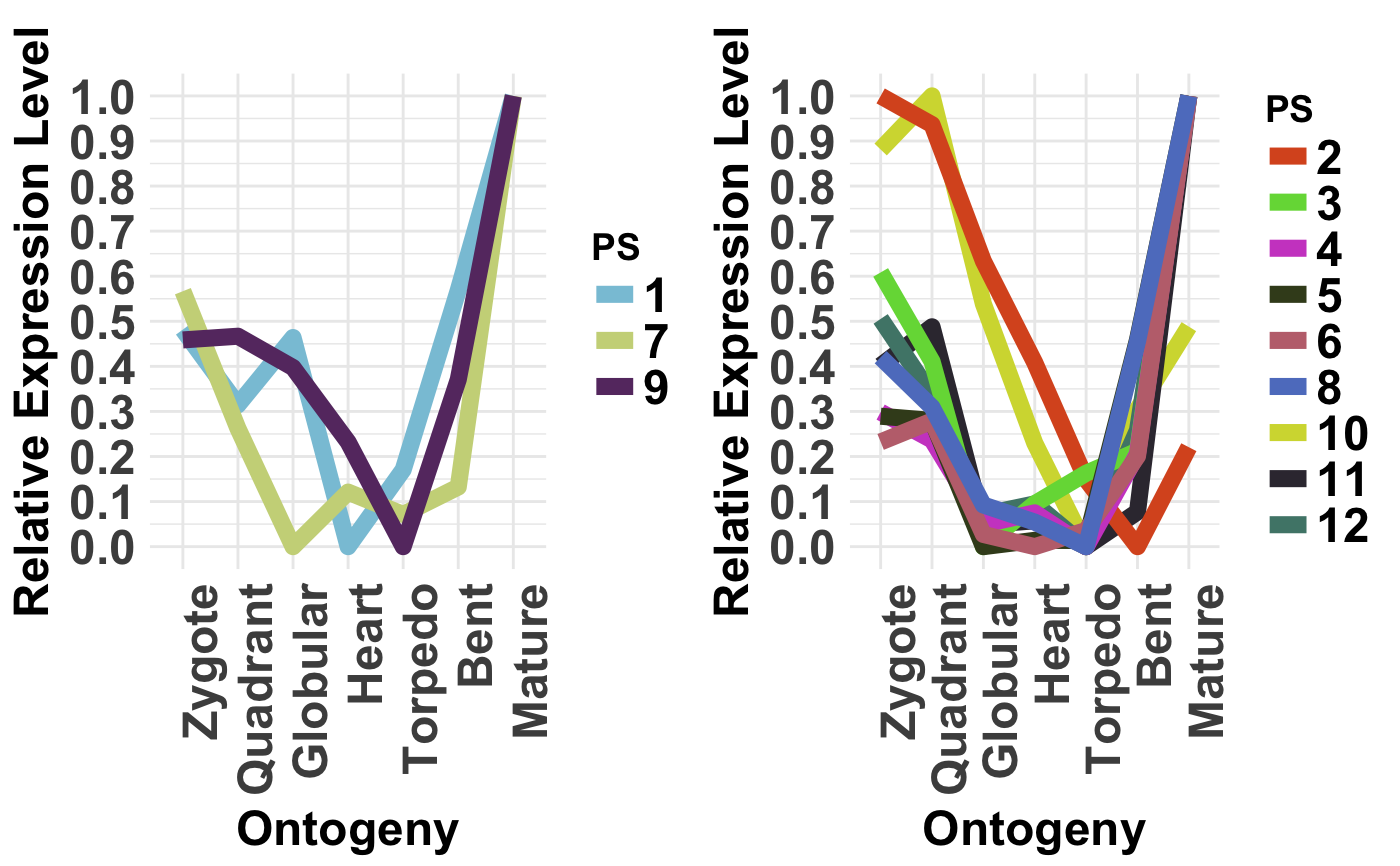 Relative Expression Level
1.0
0.9
0.8
0.7
0.6
0.5
0.4
0.3
0.2
0.1
0.0
Zygote
Quadrant
Globular
Heart
Torpedo
Bent
Mature
Ontogeny
PS
1
7
9
Relative Expression Level
1.0
0.9
0.8
0.7
0.6
0.5
0.4
0.3
0.2
0.1
0.0
Zygote
Quadrant
Globular
Heart
Torpedo
Bent
Mature
Ontogeny
PS
2
3
4
5
6
8
10
11
12